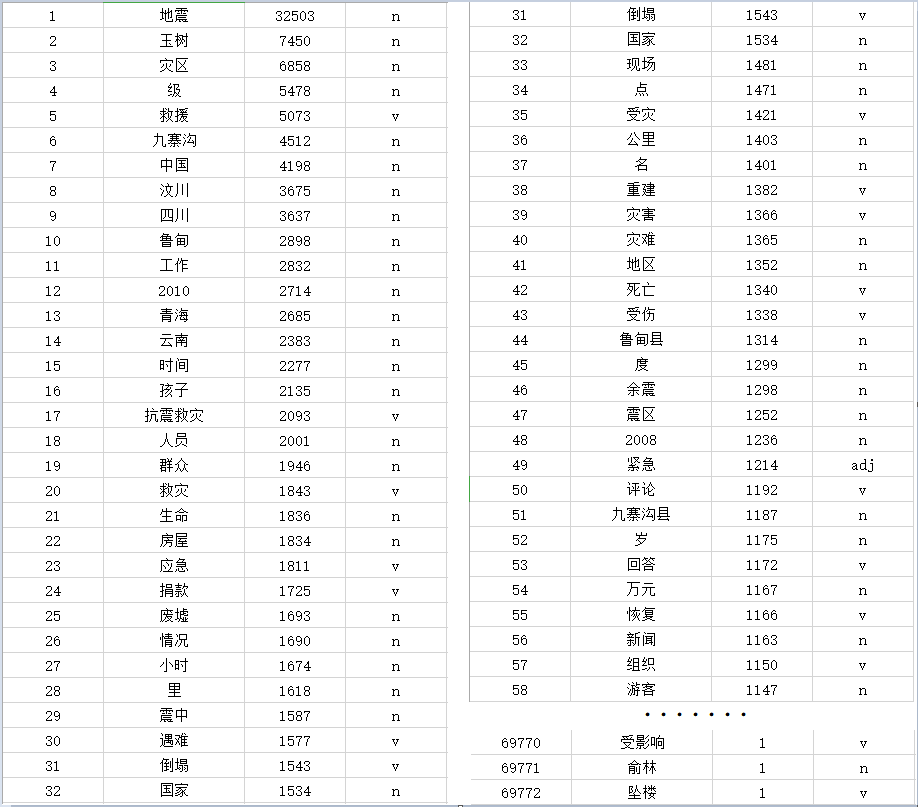 1 地震 32503 n
2 玉树 7450 n
3 灾区 6858 n
4 级 5478 n
5 救援 5073 v
6 九寨沟 4512 n
7 中国 4198 n
8 汶川 3675 n
9 四川 3637 n
10 鲁甸 2898 n
11 工作 2832 n
12 2010 2714 n
13 青海 2685 n
14 云南 2383 n
15 时间 2277 n
16 孩子 2135 n
17 抗震救灾 2093 v
18 人员 2001 n
19 群众 1946 n
20 救灾 1843 v
21 生命 1836 n
22 房屋 1834 n
23 应急 1811 v
24 捐款 1725 v
25 废墟 1693 n
26 情况 1690 n
27 小时 1674 n
28 里 1618 n
29 震中 1587 n
30 遇难 1577 v
31 倒塌 1543 v
32 国家 1534 n
31 倒塌 1543 v
32 国家 1534 n
33 现场 1481 n
34 点 1471 n
35 受灾 1421 v
36 公里 1403 n
37 名 1401 n
38 重建 1382 v
39 灾害 1366 v
40 灾难 1365 n
41 地区 1352 n
42 死亡 1340 v
43 受伤 1338 v
44 鲁甸县 1314 n
45 度 1299 n
46 余震 1298 n
47 震区 1252 n
48 2008 1236 n
49 紧急 1214 adj
50 评论 1192 v
51 九寨沟县 1187 n
52 岁 1175 n
53 回答 1172 v
54 万元 1167 n
55 恢复 1166 v
56 新闻 1163 n
57 组织 1150 v
58 游客 1147 n
·······
69770 受影响 1 v
69771 俞林 1 n
69772 坠楼 1 v